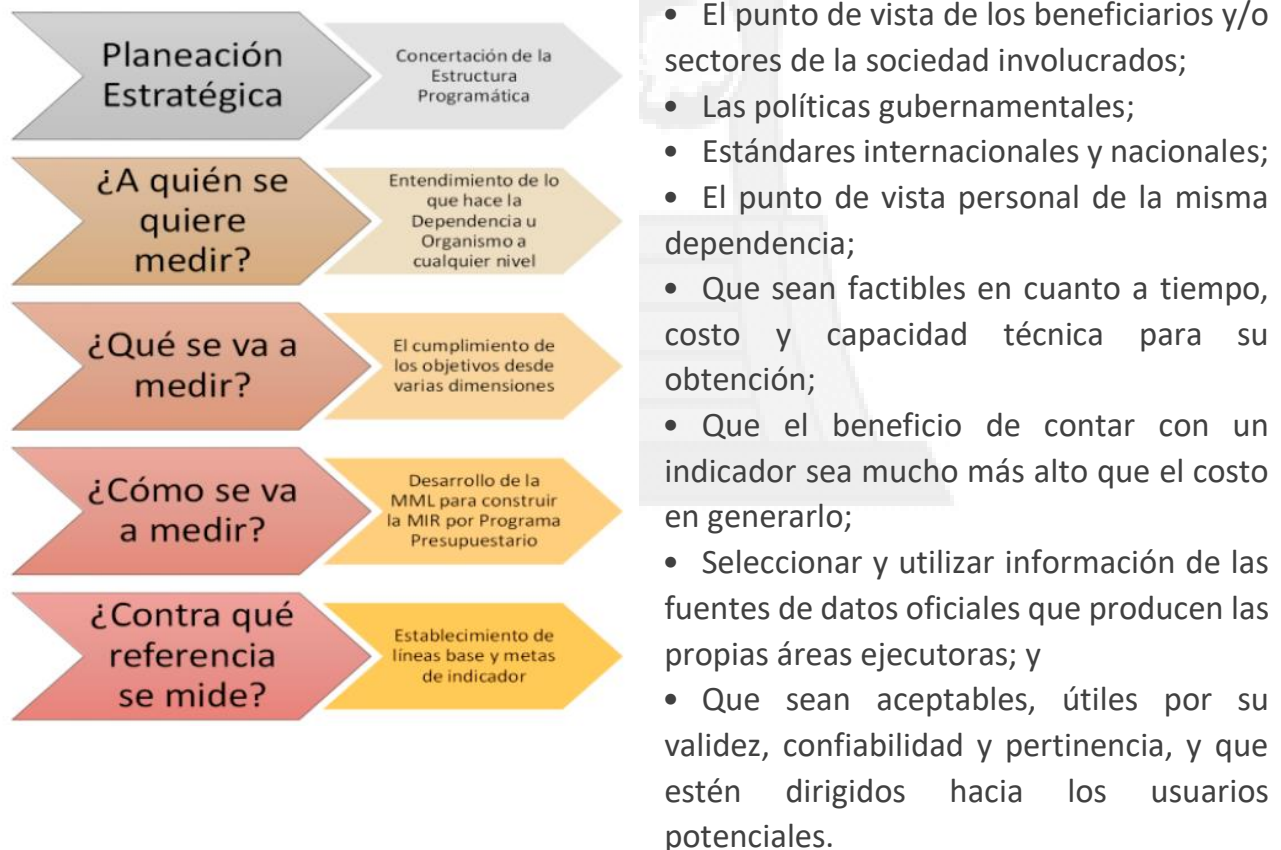 Planeación
Estratégica
Concertación de la
Estructura
Programática
¿A quién se
quiere
medir?
Entendimiento de lo
que hace la
Dependencia u
Organismo a
cualquier nivel
¿Qué se va a
medir?
El cumplimiento de
los objetivos desde
varias dimensiones
¿Cómo se va
a medir?
Desarrollo de la
MML para construir
la MIR por Programa
Presupuestario
¿Contra qué
referencia
se mide?
Establecimiento de
líneas base y metas
de indicador
• El punto de vista de los beneficiarios y/o
sectores de la sociedad involucrados;
• Las políticas gubernamentales;
• Estándares internacionales y nacionales;
• El punto de vista personal de la misma
dependencia;
• Que sean factibles en cuanto a tiempo,
costo y capacidad técnica para su
obtención;
• Que el beneficio de contar con un
indicador sea mucho más alto que el costo
en generarlo;
• Seleccionar y utilizar información de las
fuentes de datos oficiales que producen las
propias áreas ejecutoras; y
• Que sean aceptables, útiles por su
validez, confiabilidad y pertinencia, y que
estén dirigidos hacia los usuarios
potenciales.